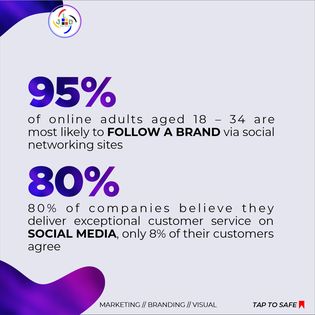 95%
of online adults aged 18 – 34 are
most likely to FOLLOW A BRAND via social
networking sites
80%
80% of companies believe they
deliver exceptional customer service on
SOCIAL MEDIA, only 8% of their customers
agree
MARKETING // BRANDING // VISUAL
TAP TO SAFE